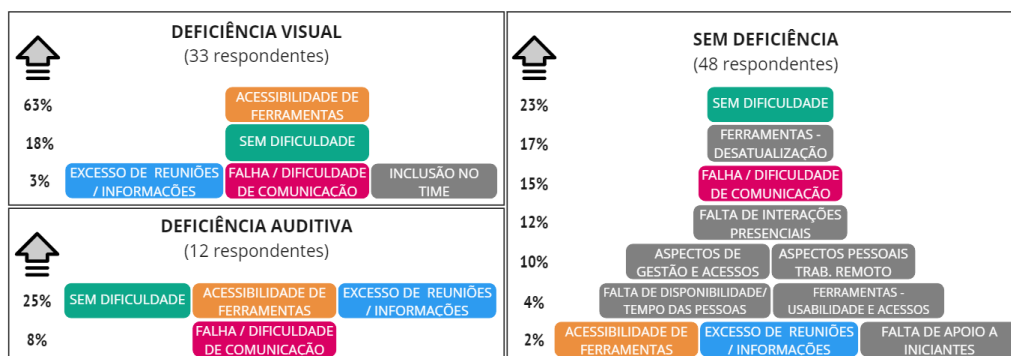 DEFICIÊNCIA VISUAL
(33 respondentes)
63%
ACESSIBILIDADE DE
FERRAMENTAS
18%
SEM DIFICULDADE
3%
EXCESSO DE REUNIÕES
/ INFORMAÇÕES
FALHA / DIFICULDADE
DE COMUNICAÇÃO
INCLUSÃO NO
TIME
DEFICIÊNCIA AUDITIVA
(12 respondentes)
25%
SEM DIFICULDADE
ACESSIBILIDADE DE
FERRAMENTAS
EXCESSO DE REUNIÕES
/ INFORMAÇÕES
8%
FALHA / DIFICULDADE
DE COMUNICAÇÃO
SEM DEFICIÊNCIA
(48 respondentes)
23%
SEM DIFICULDADE
17%
FERRAMENTAS -
DESATUALIZAÇÃO
15%
FALHA / DIFICULDADE
DE COMUNICAÇÃO
12%
FALTA DE INTERAÇÕES
PRESENCIAIS
10%
ASPECTOS DE
GESTÃO E ACESSOS
ASPECTOS PESSOAIS
TRAB. REMOTO
4%
FALTA DE DISPONIBILIDADE/
TEMPO DAS PESSOAS
FERRAMENTAS -
USABILIDADE E ACESSOS
2%
ACESSIBILIDADE DE
FERRAMENTAS
EXCESSO DE REUNIÕES
/ INFORMAÇÕES
FALTA DE APOIO A
INICIANTES